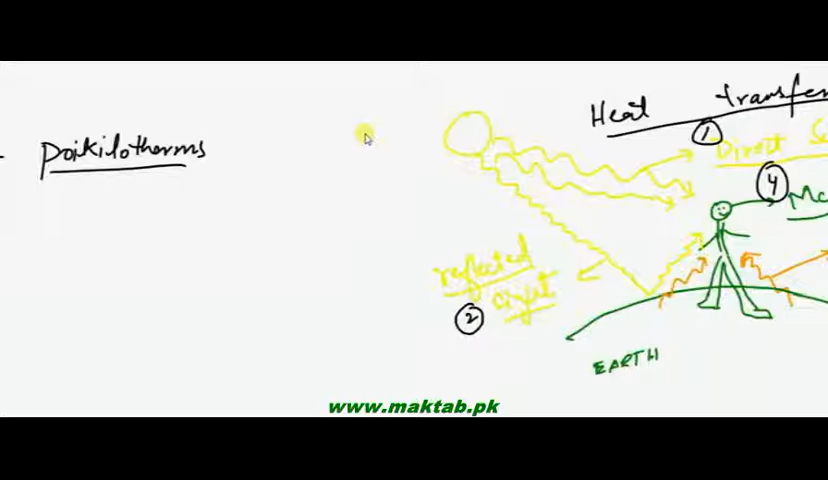 Poikilotherms
Heat transfer
1
Direct
4
reflected
light
2
EARTH
www.maktab.pk